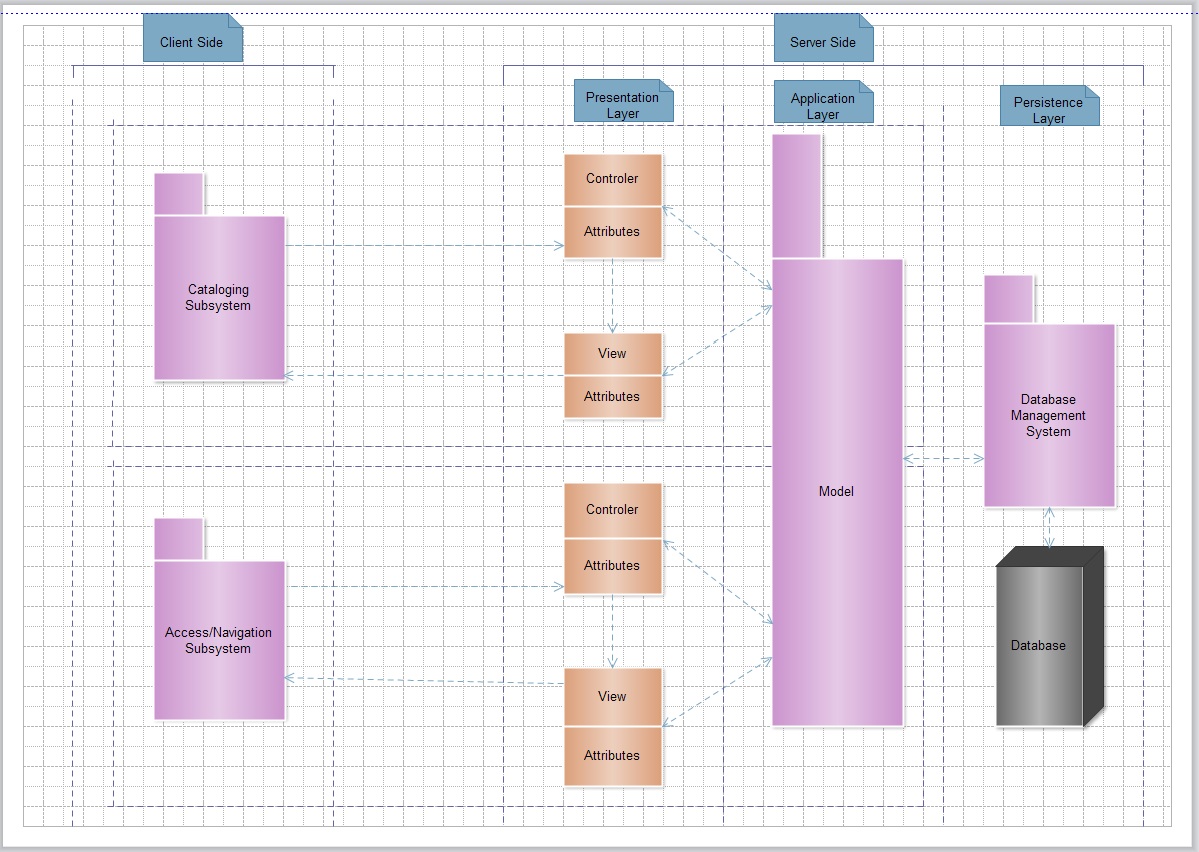 Client Side
Server Side
Presentation
Layer
Application
Layer
Persistence
Layer
Controler
Attributes
Cataloging
Subsystem
View
Attributes
Database
Management
System
Model
Controler
Attributes
Access/Navigation
Subsystem
View
Attributes
Database